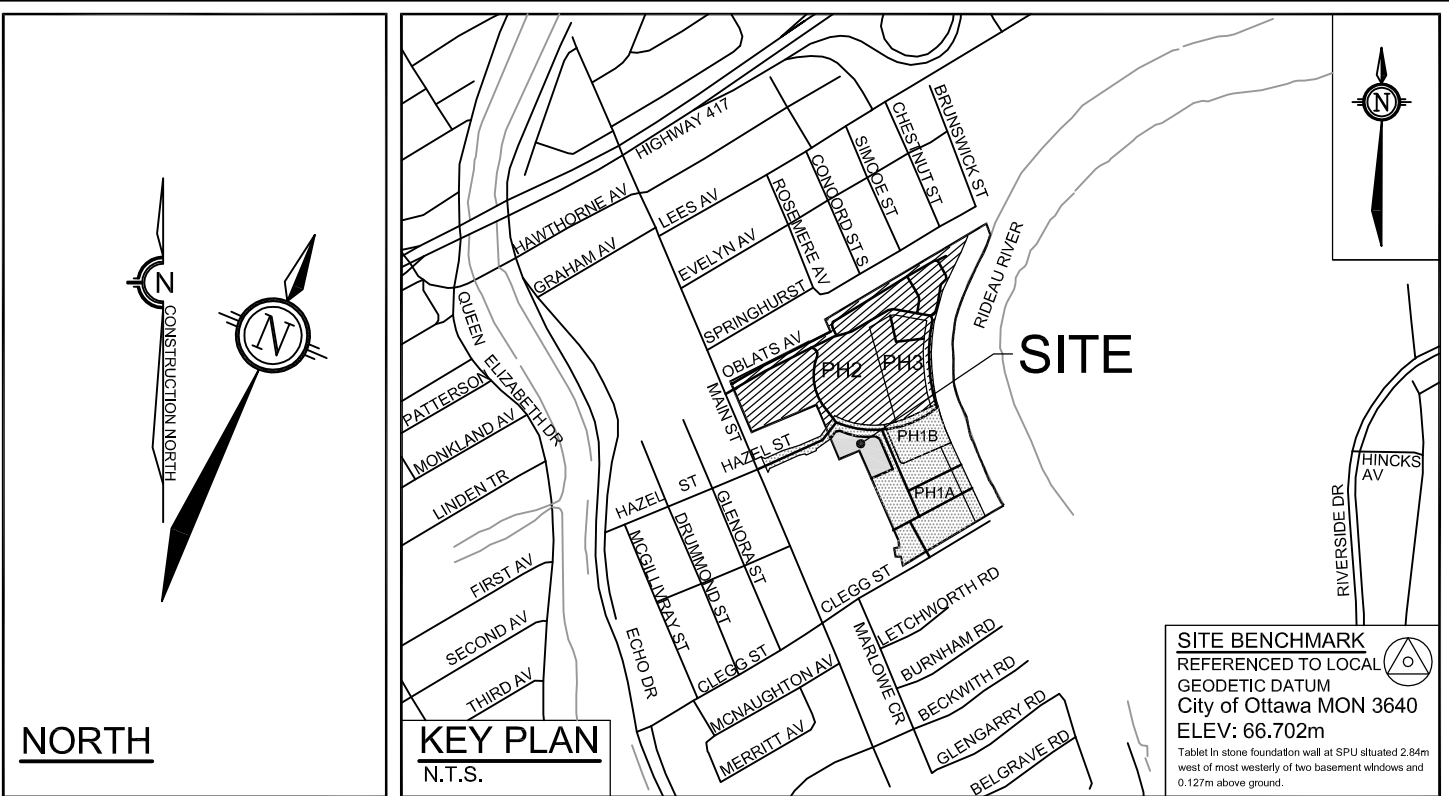 N
CONSTRUCTION NORTH
N
NORTH
HIGHWAY 417
BRUNSWICK ST
CHESTNUT ST
SIMCOE ST
CONCORD ST S
ROSEMERE AV
HAWTHORNE AV
LEES AV
GRAHAM AV
EVELYN AV
SPRINGHURST
OBLATS AV
RIDEAU RIVER
QUEEN ELIZABETH DR
PH2
PH3
SITE
PATTERSON
MONKLAND AV
LINDEN TR
MAIN ST
HAZEL ST
PH1B
PH1A
HAZEL ST
GLENORA ST
DRUMMOND ST
MCGILLIVRAY ST
FIRST AV
SECOND AV
THIRD AV
ECHO DR
CLEGG ST
CLEGG ST
LETCHWORTH RD
MARLOWE CR
BURNHAM RD
MCNAUGHTON AV
BECKWITH RD
MERRITT AV
GLENGARRY RD
BELGRAVE RD
KEY PLAN
N.T.S.
N
HINCKS
AV
RIVERSIDE DR
SITE BENCHMARK
REFERENCED TO LOCAL
GEODETIC DATUM
City of Ottawa MON 3640
ELEV: 66.702m
Tablet in stone foundation wall at SPU situated 2.84m
west of most westerly of two basement windows and
0.127m above ground.